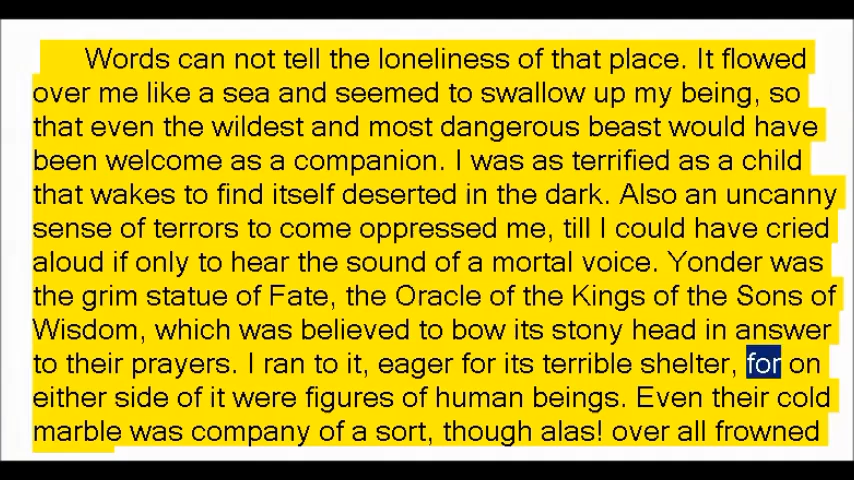 Words can not tell the loneliness of that place. It flowed
over me like a sea and seemed to swallow up my being, so
that even the wildest and most dangerous beast would have
been welcome as a companion. I was as terrified as a child
that wakes to find itself deserted in the dark. Also an uncanny
sense of terrors to come oppressed me, till I could have cried
aloud if only to hear the sound of a mortal voice. Yonder was
the grim statue of Fate, the Oracle of the Kings of the Sons of
Wisdom, which was believed to bow its stony head in answer
to their prayers. I ran to it, eager for its terrible shelter, for on
either side of it were figures of human beings. Even their cold
marble was company of a sort, though alas! over all frowned